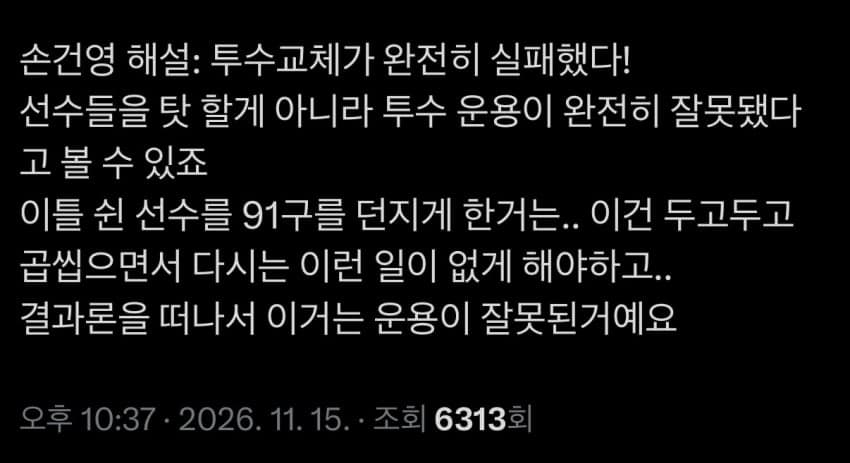 손건영 해설: 투수교체가 완전히 실패했다!
선수들을 탓 할게 아니라 투수 운용이 완전히 잘못됐다
고 볼 수 있죠
이틀 쉰 선수를 91구를 던지게 한거는.. 이건 두고두고
곱씹으면서 다시는 이런 일이 없게 해야하고..
결과론을 떠나서 이거는 운용이 잘못된거예요
오후 10:37 · 2026. 11. 15. · 조회 6313회